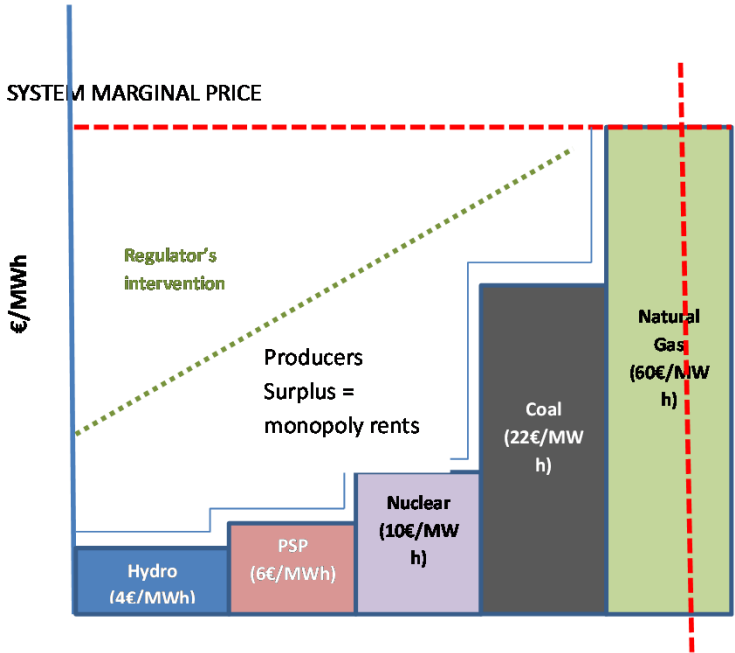 SYSTEM MARGINAL PRICE
€/MWh
Regulator's
intervention
Producers
Surplus =
monopoly rents
Hydro
(4€/MWh)
PSP
(6€/MWh)
Nuclear
(10€/MW
h)
Coal
(22€/MW
h)
Natural
Gas
(60€/MW
h)